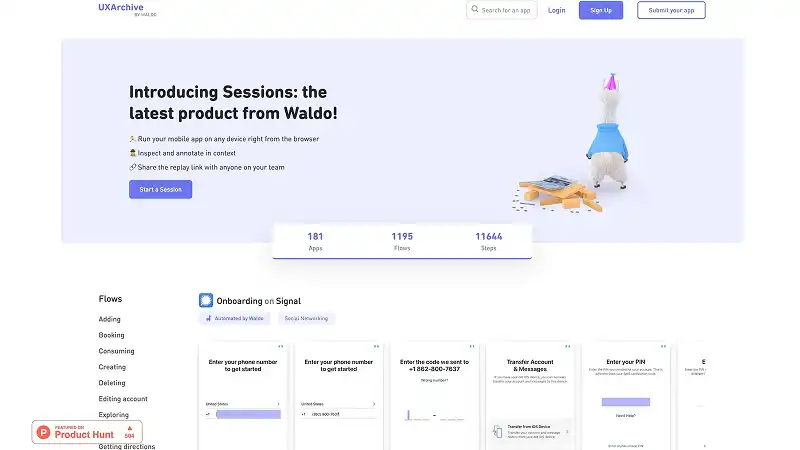 UXArchive
BY WALDO
Search for an app
Login
Sign Up
Submit your app
Introducing Sessions: the
latest product from Waldo!
Run your mobile app on any device right from the browser
Inspect and annotate in context
Share the replay link with anyone on your team
Start a Session
181
Apps
1195
Flows
11644
Steps
Flows
Adding
Booking
Consuming
Creating
Deleting
Editing account
Exploring
Getting directions
FEATURED ON
Product Hunt
504
Onboarding on Signal
Automated by Waldo
Social Networking
Enter your phone number
to get started
United States
+1
Enter your phone number
to get started
United States
+1 (862) 800-7637
Enter the code we sent to
+1 862-800-7637
Wrong number?
Transfer Account
& Messages
Transfer from iOS Device
Enter your PIN
Need Help?
E